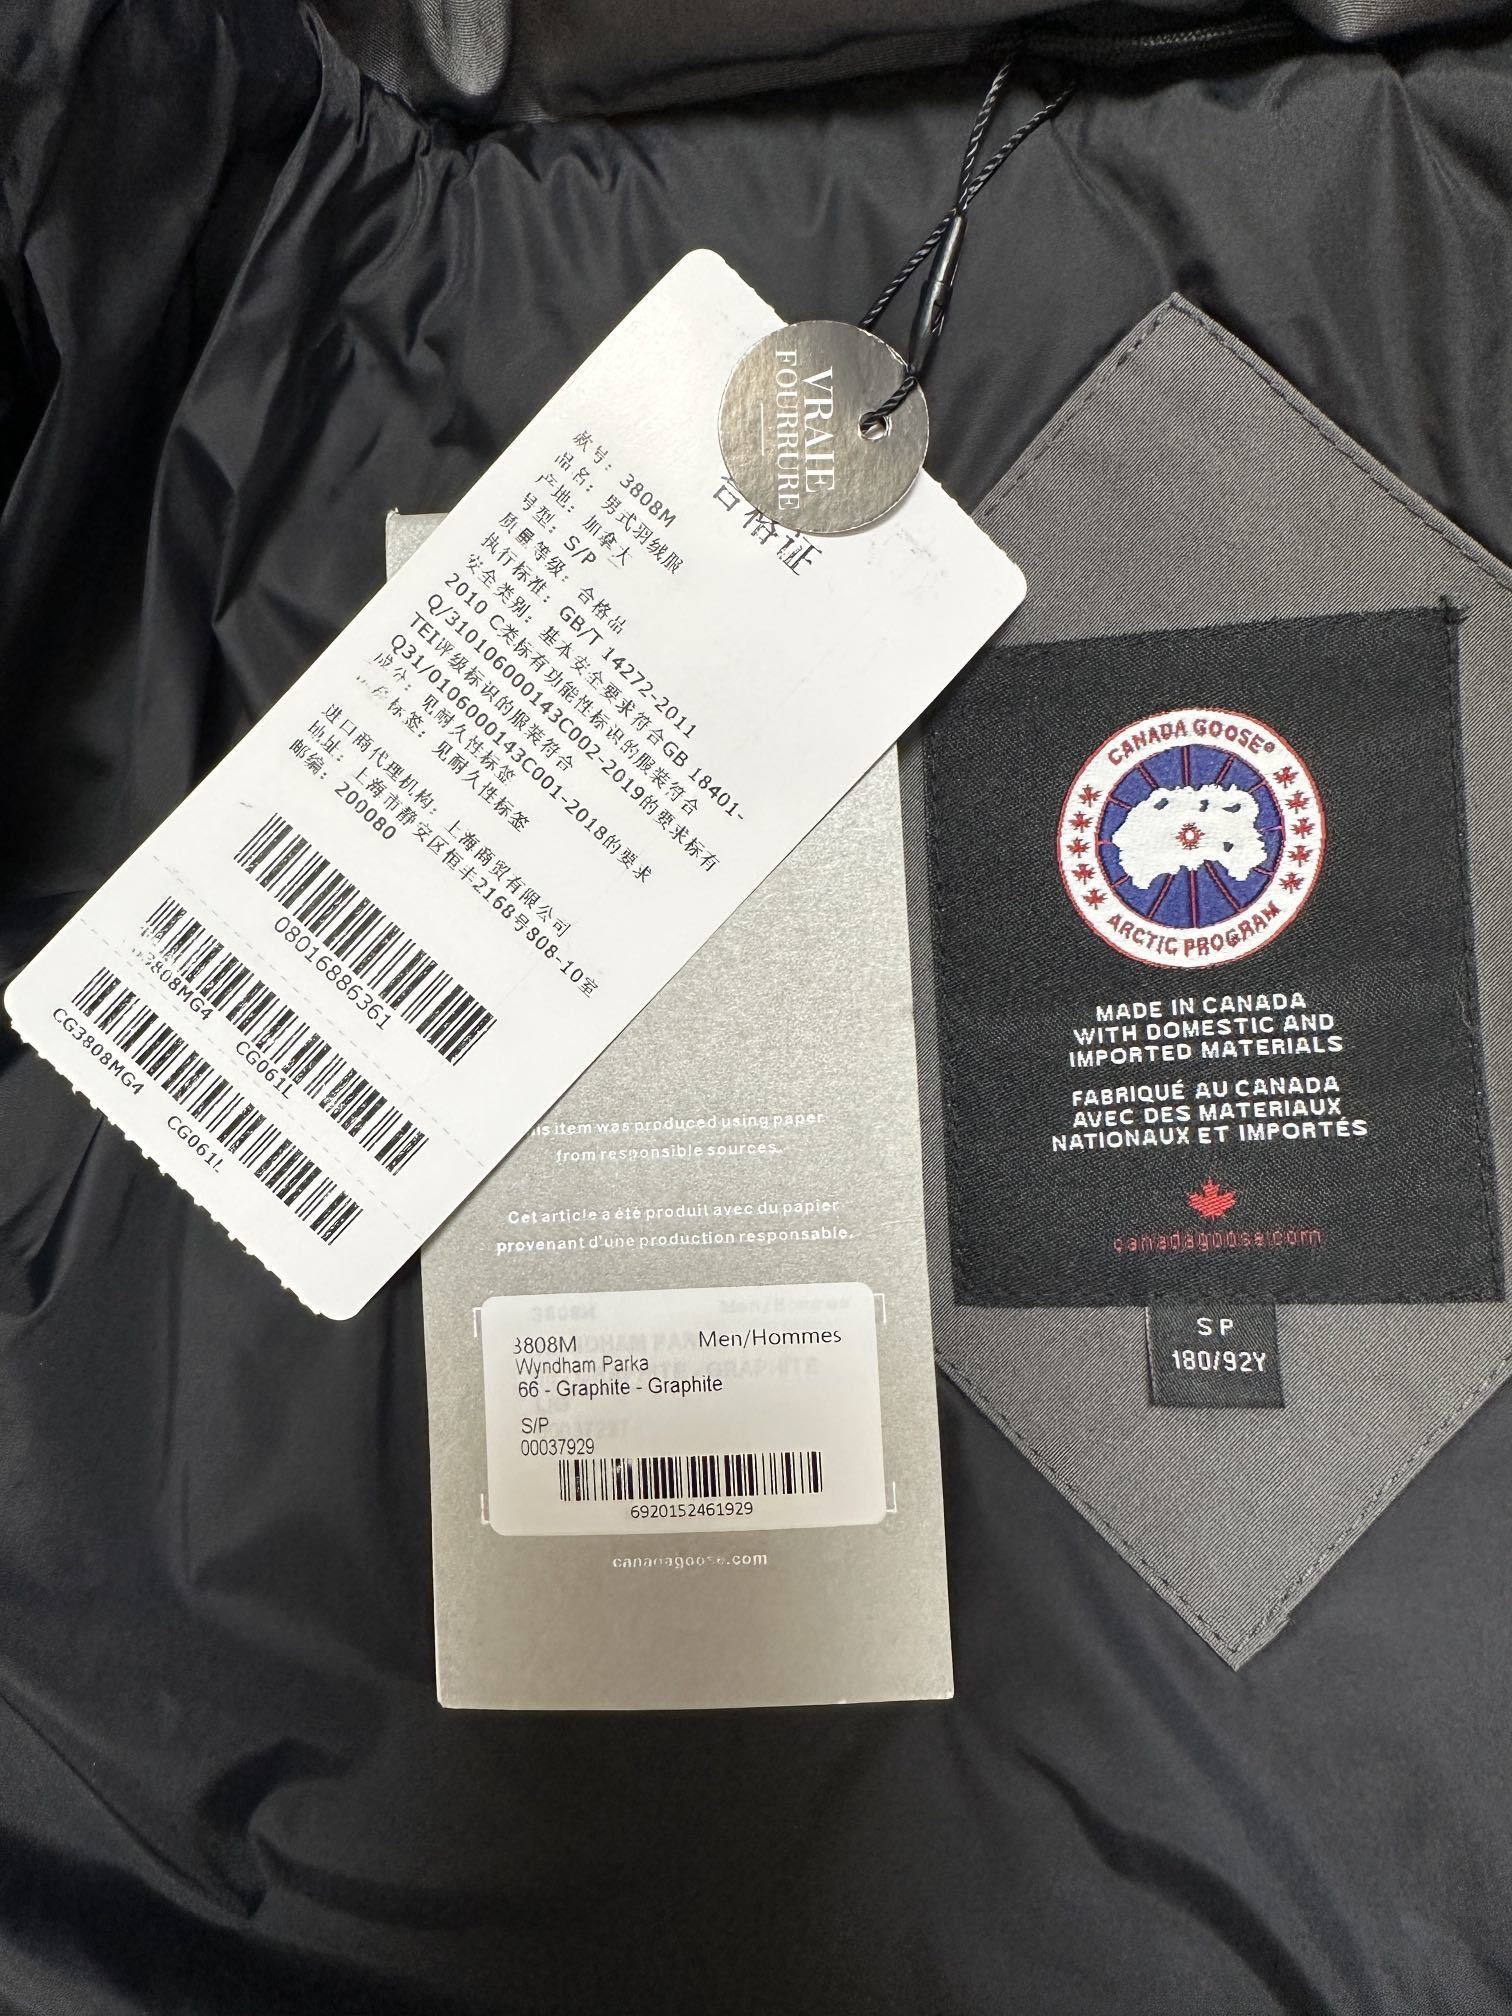 VRAIE
FOURRURE
合格证
款号: 3808M
品名: 男式羽绒服
产地: 加拿大
号型: S/P
质量等级: 合格品
执行标准: GB/T 14272-2011
安全类别: 基本安全要求符合GB 18401-
2010 C类标有功能性标识的服装符合
Q/310106000143C002-2019的要求标有
TEI评级标识的服装符合
Q31/0106000143C001-2018的要求
成分: 见耐久性标签
标签: 见耐久性标签
进口商代理机构: 上海商贸有限公司
地址: 上海市静安区恒丰2168号808-10室
邮编: 200080
08016886361
3808MG4 CG061L
CG3808MG4 CG061L
is item was produced using paper
from responsible sources.
Cet article a été produit avec du papier
provenant d'une production responsable.
3808M Men/Hommes
Wyndham Parka
66 - Graphite - Graphite
S/P
00037929
6920152461929
canadagoose.com
CANADA GOOSE®
ARCTIC PROGRAM
MADE IN CANADA
WITH DOMESTIC AND
IMPORTED MATERIALS
FABRIQUÉ AU CANADA
AVEC DES MATERIAUX
NATIONAUX ET IMPORTÉS
canadagoose.com
S P
180/92Y